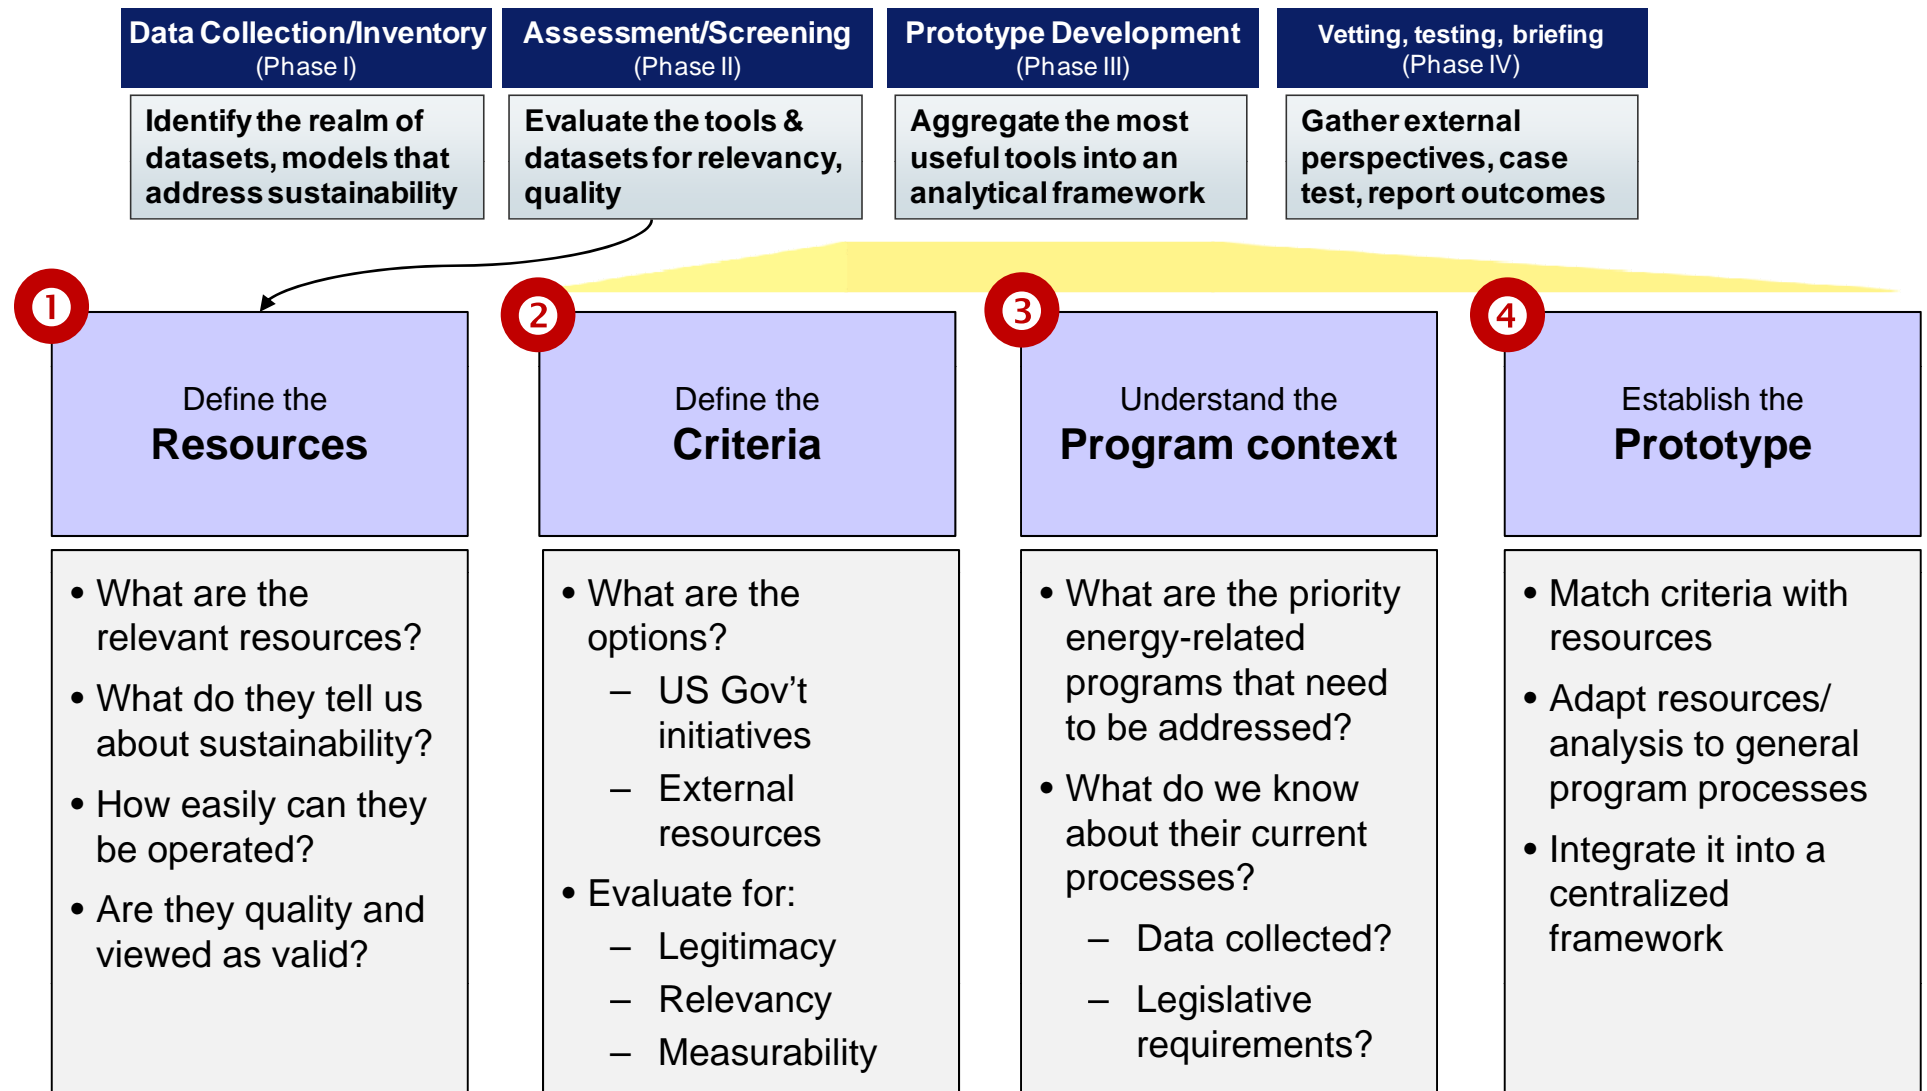 Data Collection/Inventory
(Phase I)
Identify the realm of
datasets, models that
address sustainability
Assessment/Screening
(Phase II)
Evaluate the tools &
datasets for relevancy,
quality
Prototype Development
(Phase III)
Aggregate the most
useful tools into an
analytical framework
Vetting, testing, briefing
(Phase IV)
Gather external
perspectives, case
test, report outcomes
1
Define the
Resources
• What are the
relevant resources?
• What do they tell us
about sustainability?
• How easily can they
be operated?
• Are they quality and
viewed as valid?
2
Define the
Criteria
• What are the
options?
– US Gov’t
initiatives
– External
resources
• Evaluate for:
– Legitimacy
– Relevancy
– Measurability
3
Understand the
Program context
• What are the priority
energy-related
programs that need
to be addressed?
• What do we know
about their current
processes?
– Data collected?
– Legislative
requirements?
4
Establish the
Prototype
• Match criteria with
resources
• Adapt resources/
analysis to general
program processes
• Integrate it into a
centralized
framework